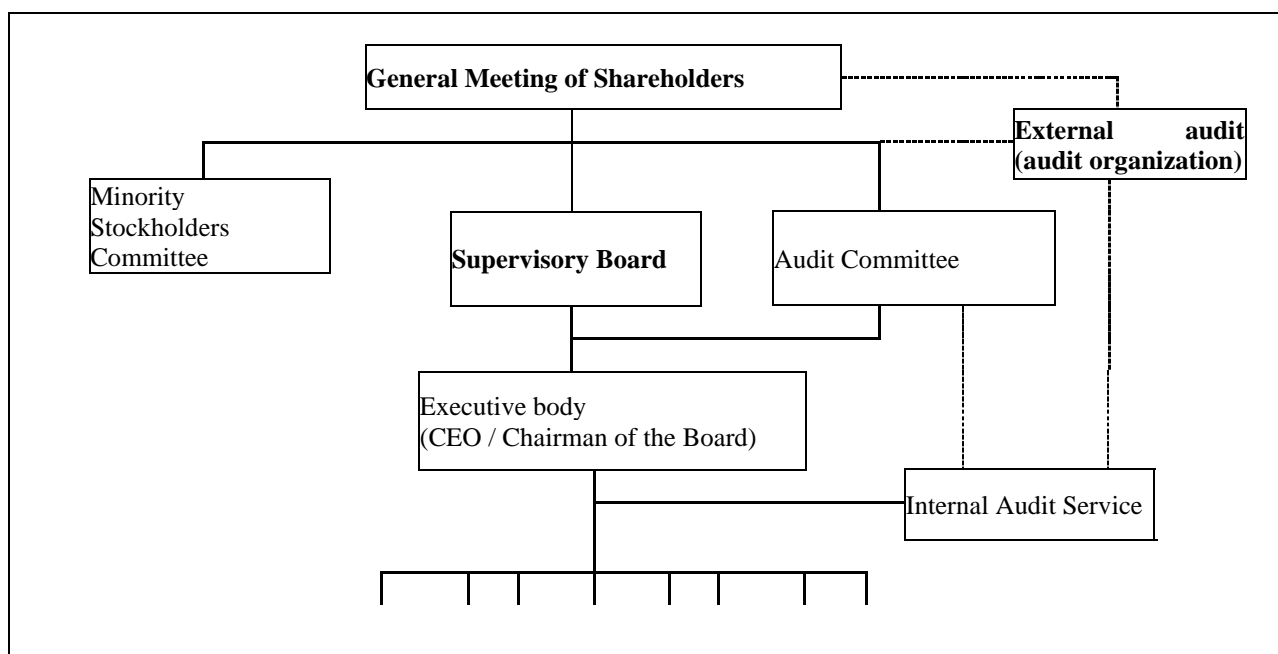 General Meeting of Shareholders
External audit
(audit organization)
Minority
Stockholders
Committee
Supervisory Board
Audit Committee
Executive body
(CEO / Chairman of the Board)
Internal Audit Service